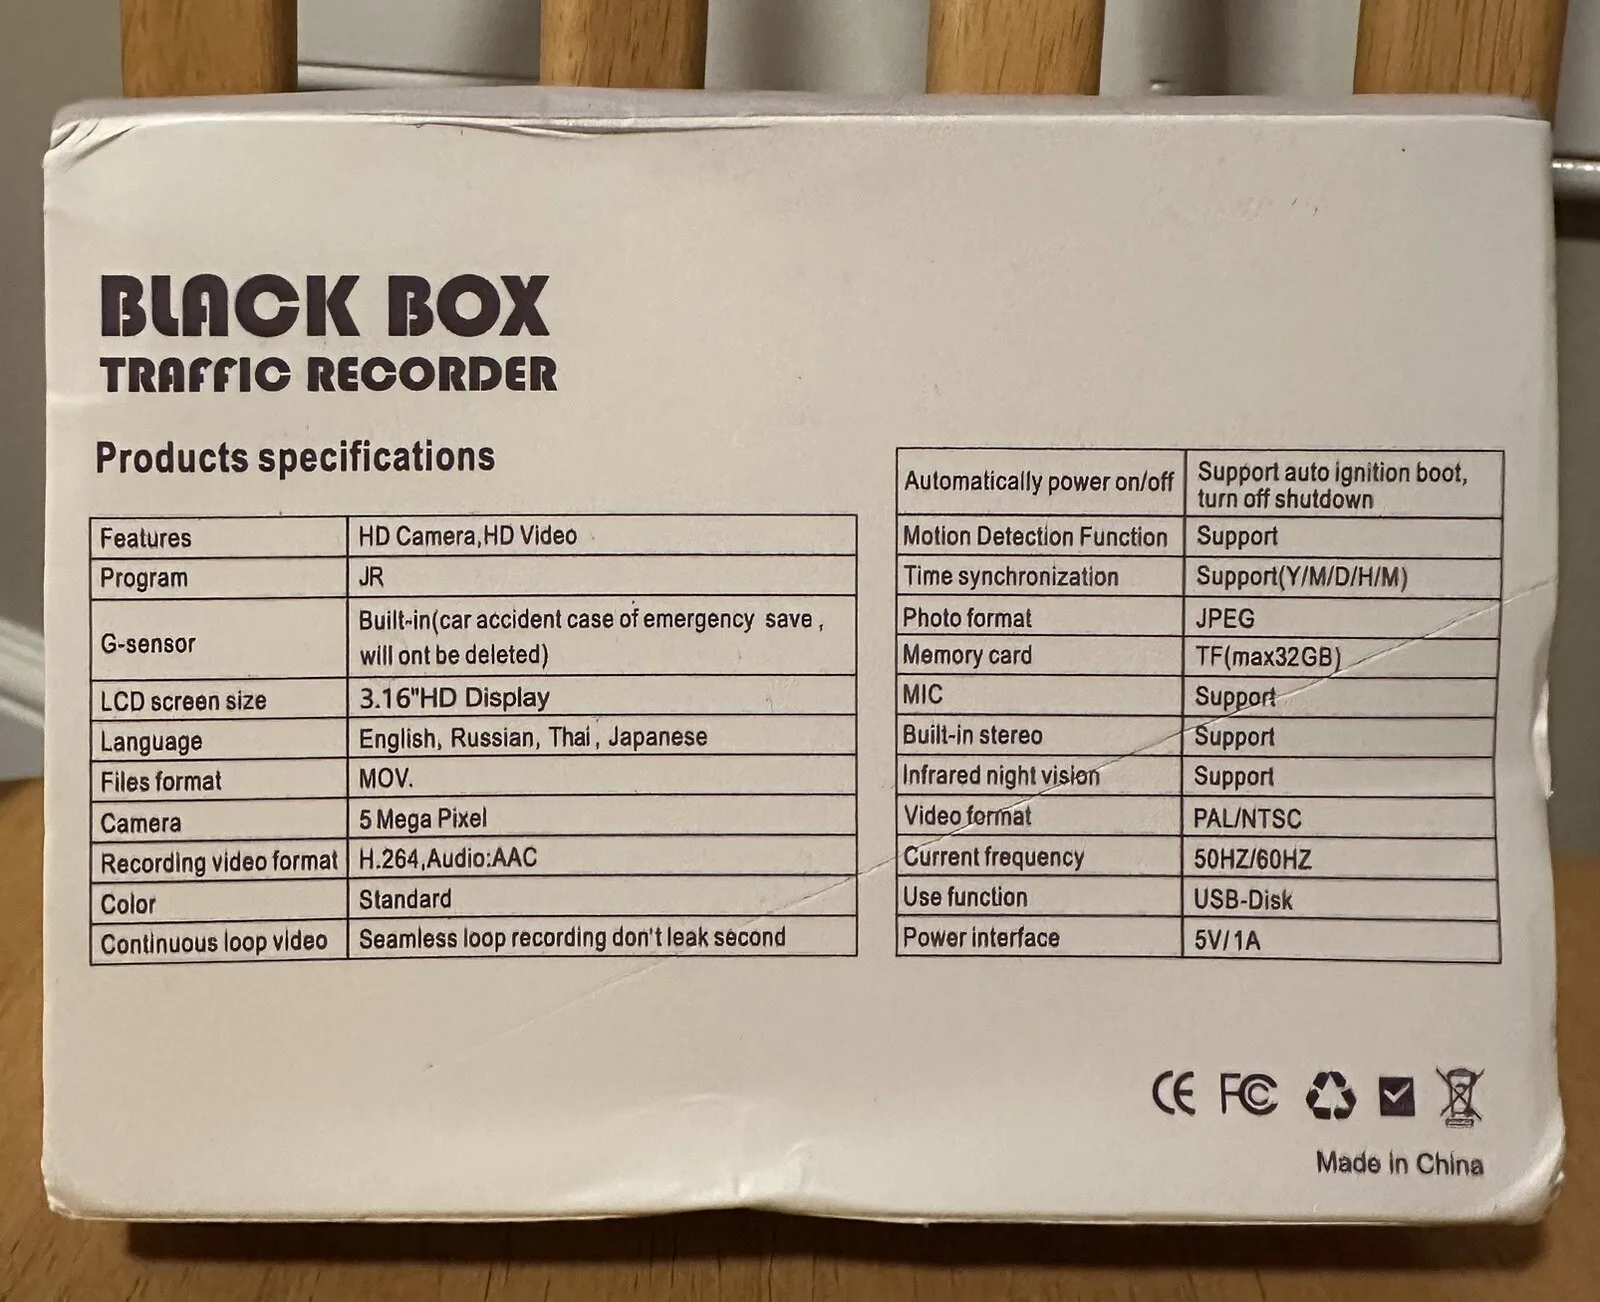 BLACK BOX
TRAFFIC RECORDER
Products specifications
Features HD Camera,HD Video
Program JR
G-sensor Built-in(car accident case of emergency save ,
will ont be deleted)
LCD screen size 3.16"HD Display
Language English, Russian, Thai , Japanese
Files format MOV.
Camera 5 Mega Pixel
Recording video format H.264,Audio:AAC
Color Standard
Continuous loop video Seamless loop recording don't leak second
Automatically power on/off Support auto ignition boot,
turn off shutdown
Motion Detection Function Support
Time synchronization Support(Y/M/D/H/M)
Photo format JPEG
Memory card TF(max32GB)
MIC Support
Built-in stereo Support
Infrared night vision Support
Video format PAL/NTSC
Current frequency 50HZ/60HZ
Use function USB-Disk
Power interface 5V/1A
CE FC
Made in China